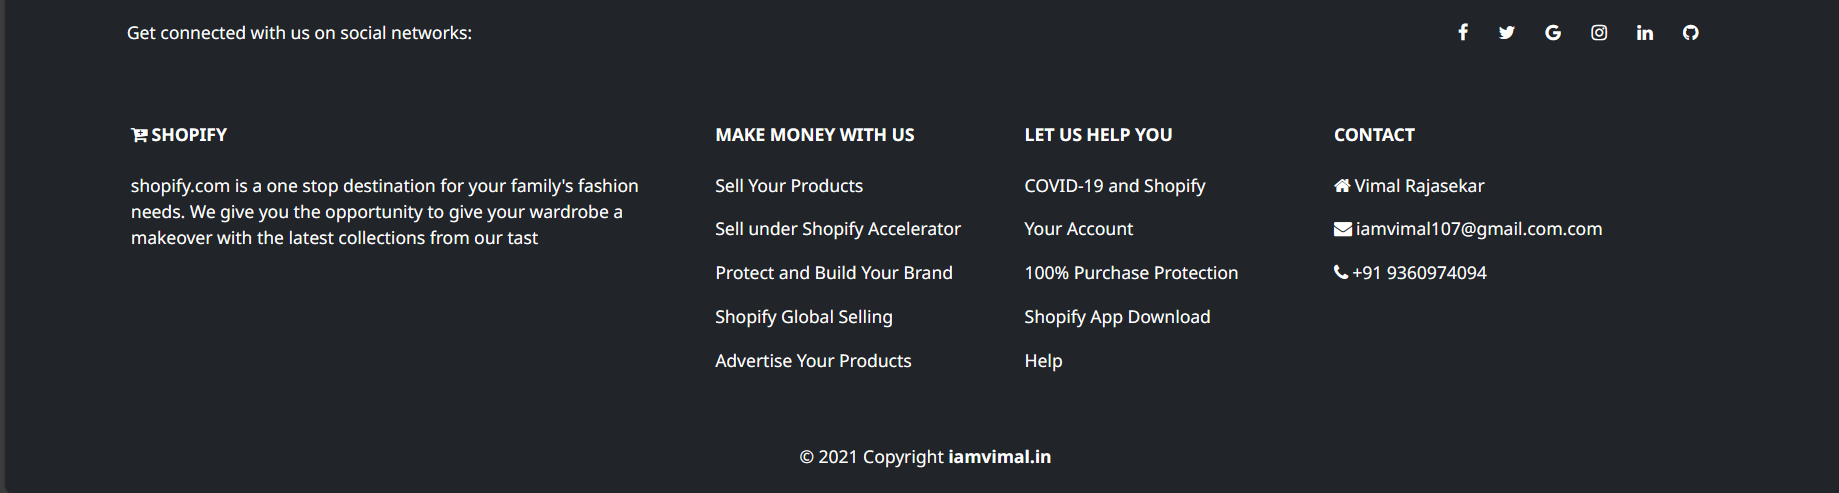 Get connected with us on social networks:
SHOPIFY
shopify.com is a one stop destination for your family's fashion
needs. We give you the opportunity to give your wardrobe a
makeover with the latest collections from our tast
MAKE MONEY WITH US
Sell Your Products
Sell under Shopify Accelerator
Protect and Build Your Brand
Shopify Global Selling
Advertise Your Products
LET US HELP YOU
COVID-19 and Shopify
Your Account
100% Purchase Protection
Shopify App Download
Help
CONTACT
Vimal Rajasekar
iamvimal107@gmail.com.com
+91 9360974094
© 2021 Copyright iamvimal.in